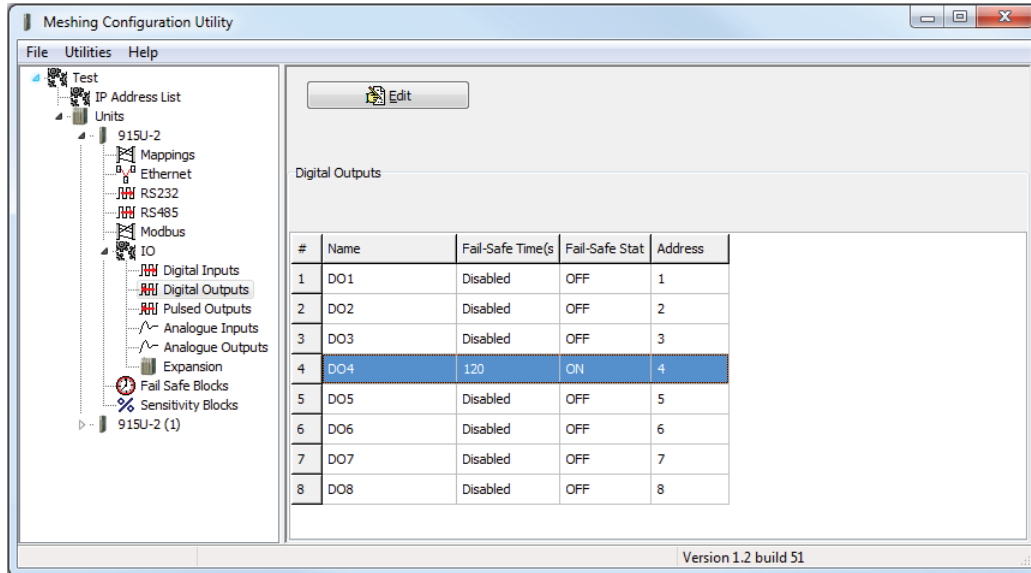 Meshing Configuration Utility
File Utilities Help
Test
IP Address List
Units
915U-2
Mappings
Ethernet
RS232
RS485
Modbus
IO
Digital Inputs
Digital Outputs
Pulsed Outputs
Analogue Inputs
Analogue Outputs
Expansion
Fail Safe Blocks
Sensitivity Blocks
915U-2 (1)
Edit
Digital Outputs
# Name Fail-Safe Time(s Fail-Safe Stat Address
1 DO1 Disabled OFF 1
2 DO2 Disabled OFF 2
3 DO3 Disabled OFF 3
4 DO4 120 ON 4
5 DO5 Disabled OFF 5
6 DO6 Disabled OFF 6
7 DO7 Disabled OFF 7
8 DO8 Disabled OFF 8
Version 1.2 build 51